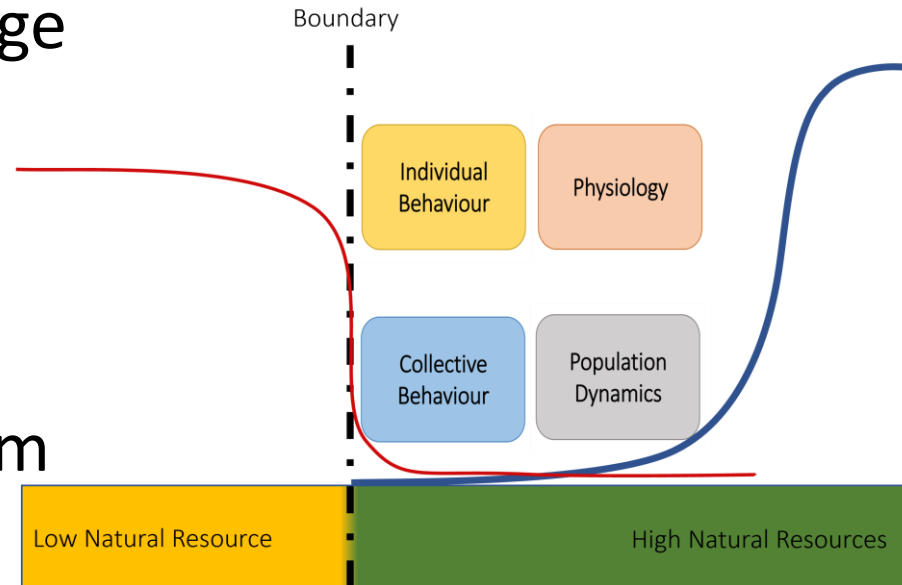 ge
Boundary
Individual
Behaviour
Physiology
Collective
Behaviour
Population
Dynamics
m
Low Natural Resource
High Natural Resources